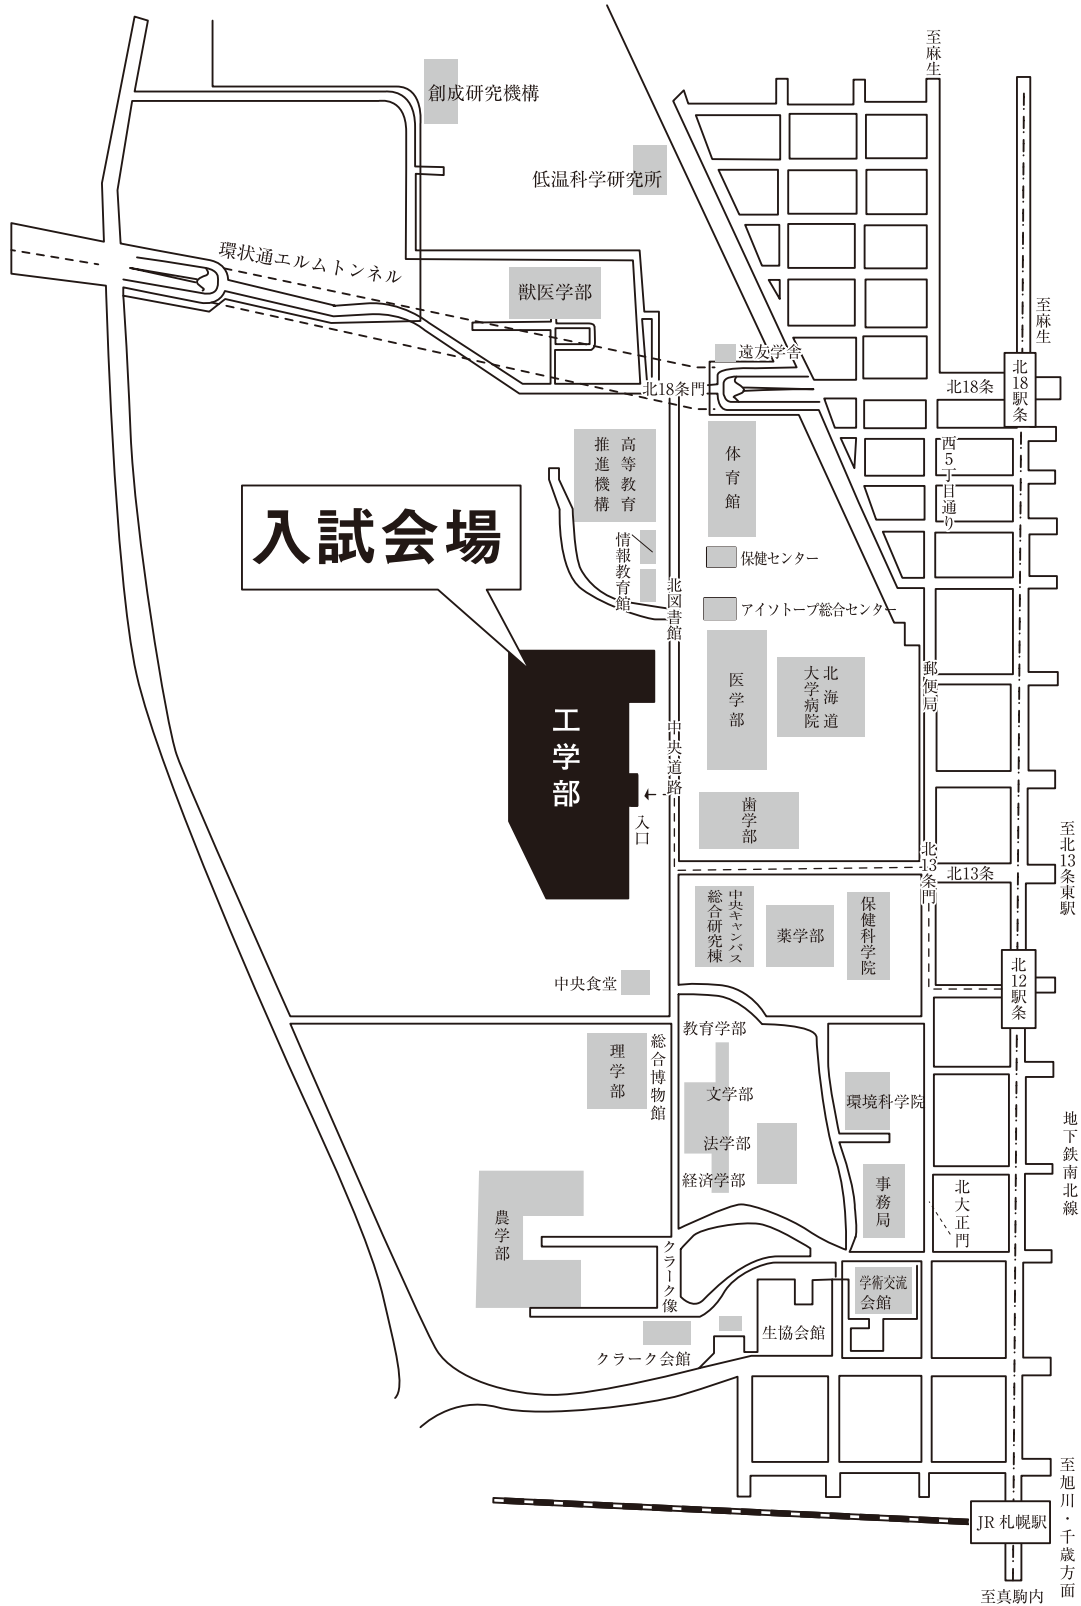 至麻生
創成研究機構
低温科学研究所
環状通エルムトンネル
獣医学部
至麻生
遠友学舎
北18条門
北18条
北18条駅
高等教育
推進機構
体育館
西5丁目通り
入試会場
情報教育館
保健センター
北図書館
アイソトープ総合センター
医学部
北海道
大学病院
郵便局
工学部
中央道路
入口
歯学部
至北13条東駅
北13条門
北13条
中央キャンパス
総合研究棟
薬学部
保健科学院
中央食堂
北12条駅
理学部
総合博物館
教育学部
文学部
環境科学院
法学部
経済学部
事務局
北大正門
地下鉄南北線
農学部
クラーク像
学術交流
会館
生協会館
クラーク会館
至旭川・千歳方面
JR 札幌駅
至真駒内